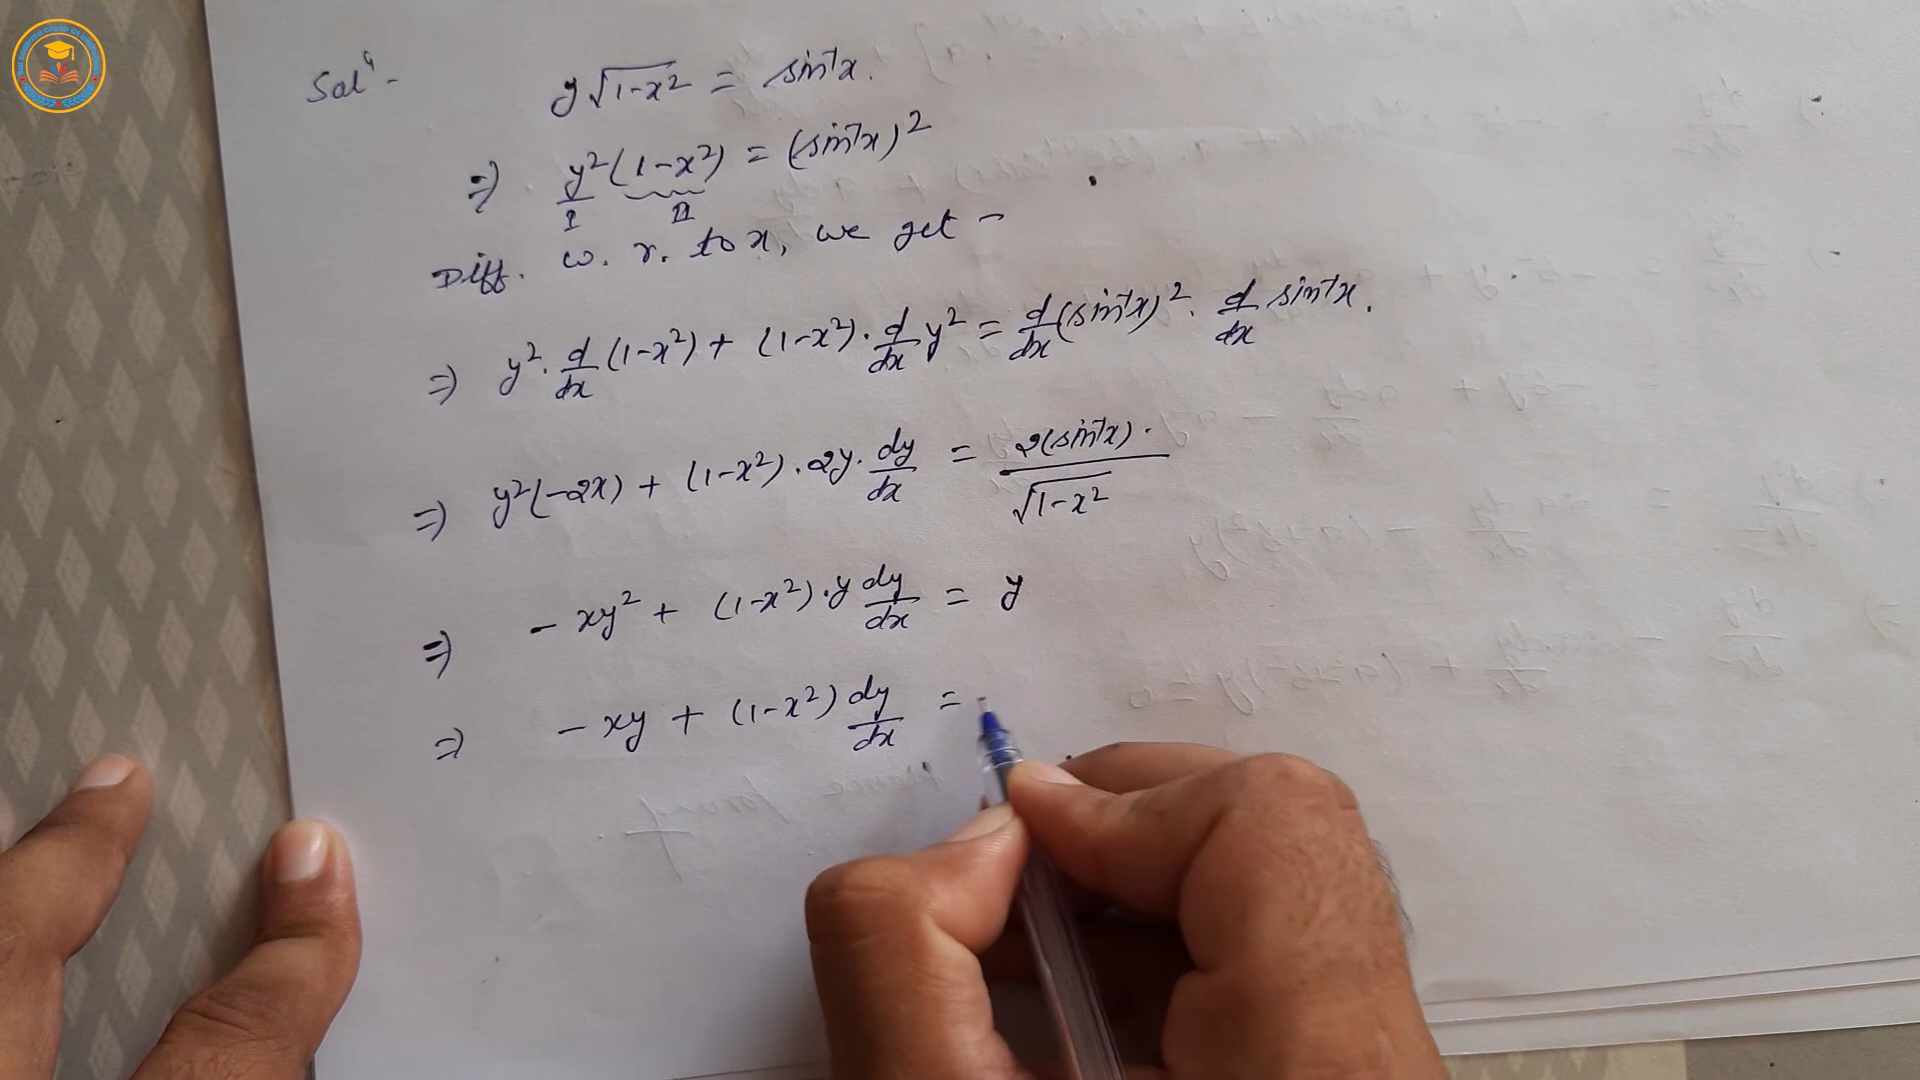 Solⁿ -
y√1-x² = sin⁻¹x.
⇒) y²(1-x²) = (sin⁻¹x)²
I II
Diff. w. r. to x, we get -
⇒) y². d/dx (1-x²) + (1-x²). d/dx y² = d/dx (sin⁻¹x)². d/dx sin⁻¹x.
⇒) y²(-2x) + (1-x²). 2y. dy/dx = 2(sin⁻¹x). / √1-x²
⇒) - xy² + (1-x²). y dy/dx = y
⇒) - xy + (1-x²) dy/dx =